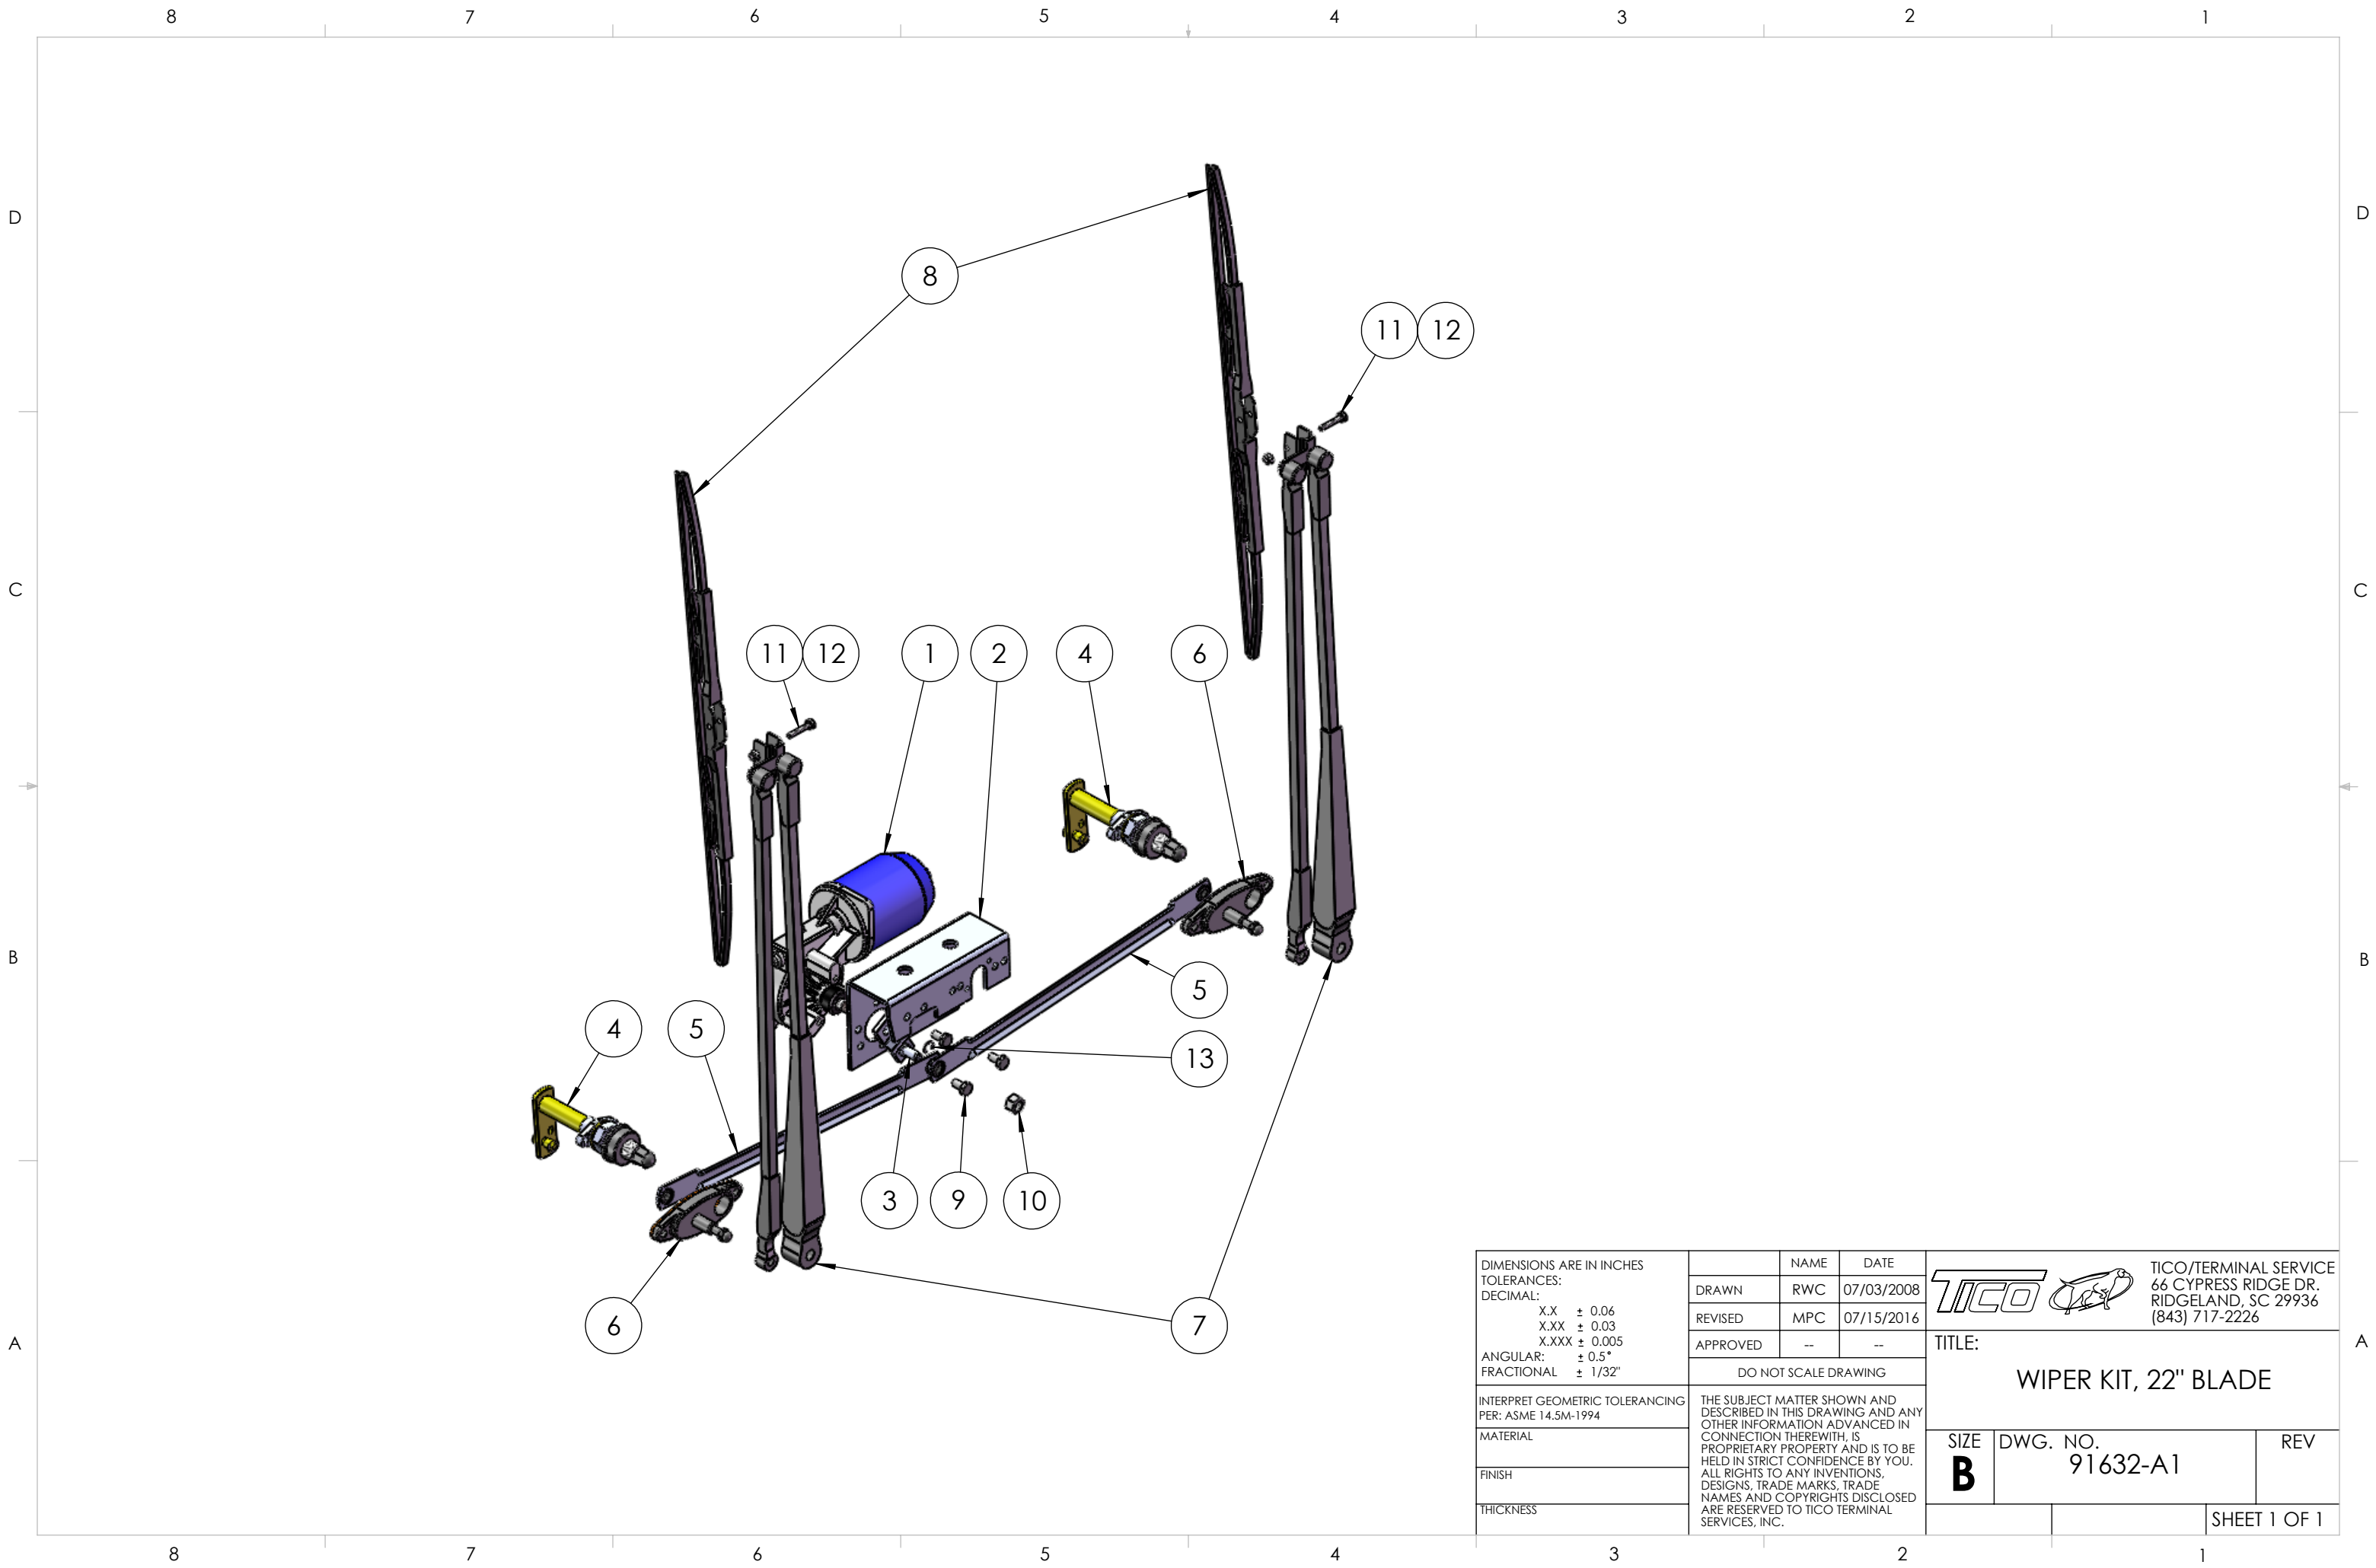 8 7 6 5 4 3 2 1
D D
8
11 12
C C
11 12 1 2 4 6
B B
5
4 5
13
3 9 10
6 7
A A
DIMENSIONS ARE IN INCHES
TOLERANCES:
DECIMAL:
X.X ± 0.06
X.XX ± 0.03
X.XXX ± 0.005
ANGULAR: ± 0.5°
FRACTIONAL ± 1/32"
INTERPRET GEOMETRIC TOLERANCING
PER: ASME 14.5M-1994
MATERIAL
FINISH
THICKNESS
NAME DATE
DRAWN RWC 07/03/2008
REVISED MPC 07/15/2016
APPROVED -- --
DO NOT SCALE DRAWING
THE SUBJECT MATTER SHOWN AND
DESCRIBED IN THIS DRAWING AND ANY
OTHER INFORMATION ADVANCED IN
CONNECTION THEREWITH, IS
PROPRIETARY PROPERTY AND IS TO BE
HELD IN STRICT CONFIDENCE BY YOU.
ALL RIGHTS TO ANY INVENTIONS,
DESIGNS, TRADE MARKS, TRADE
NAMES AND COPYRIGHTS DISCLOSED
ARE RESERVED TO TICO TERMINAL
SERVICES, INC.
TICO
TICO/TERMINAL SERVICE
66 CYPRESS RIDGE DR.
RIDGELAND, SC 29936
(843) 717-2226
TITLE:
WIPER KIT, 22" BLADE
SIZE DWG. NO. REV
B 91632-A1
SHEET 1 OF 1
8 7 6 5 4 3 2 1